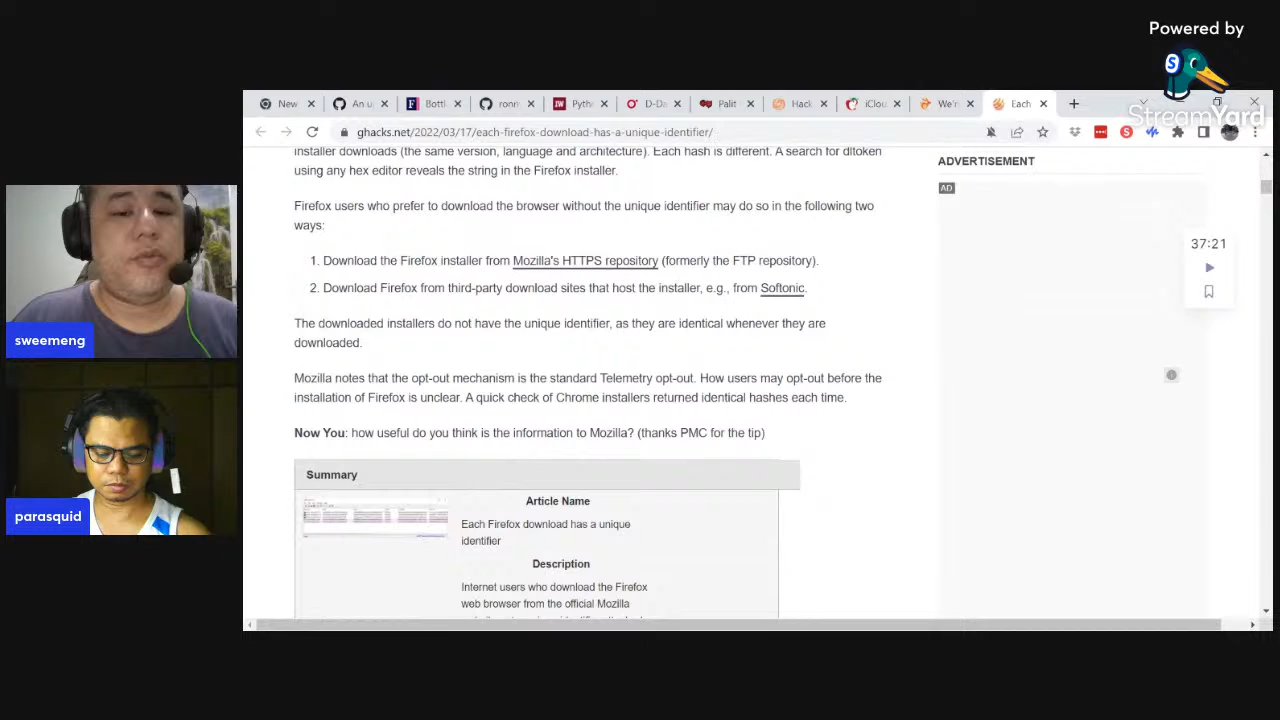 Powered by
S
StreamYard
New
An u
Bottl
ronn
Pyth
D-Da
Palit
Hack
iClou
We'r
Each
ghacks.net/2022/03/17/each-firefox-download-has-a-unique-identifier/
installer downloads (the same version, language and architecture). Each hash is different. A search for dltoken
using any hex editor reveals the string in the Firefox installer.
ADVERTISEMENT
AD
Firefox users who prefer to download the browser without the unique identifier may do so in the following two
ways:
37:21
1. Download the Firefox installer from Mozilla's HTTPS repository (formerly the FTP repository).
2. Download Firefox from third-party download sites that host the installer, e.g., from Softonic.
The downloaded installers do not have the unique identifier, as they are identical whenever they are
downloaded.
sweemeng
Mozilla notes that the opt-out mechanism is the standard Telemetry opt-out. How users may opt-out before the
installation of Firefox is unclear. A quick check of Chrome installers returned identical hashes each time.
Now You: how useful do you think is the information to Mozilla? (thanks PMC for the tip)
Summary
Article Name
Each Firefox download has a unique
identifier
parasquid
Description
Internet users who download the Firefox
web browser from the official Mozilla